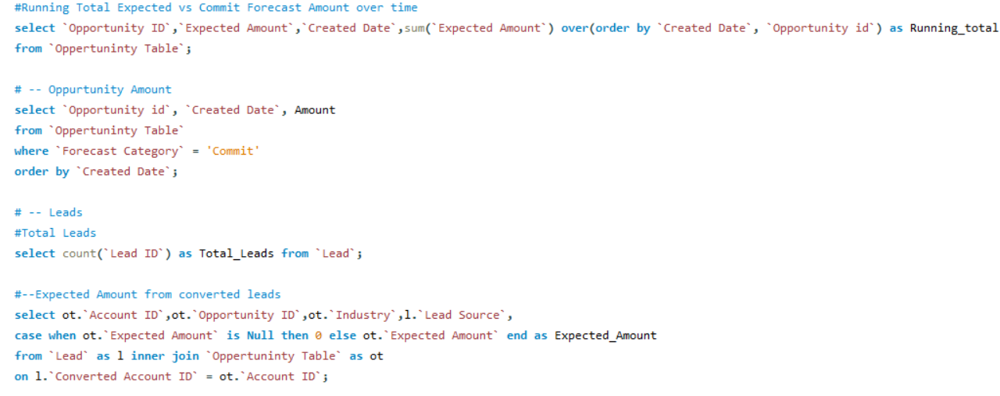 #Running Total Expected vs Commit Forecast Amount over time
select `Opportunity ID`,`Expected Amount`,`Created Date`,sum(`Expected Amount`) over(order by `Created Date`, `Opportunity id`) as Running_total
from `Oppertuninty Table`;
# -- Oppurtunity Amount
select `Opportunity id`, `Created Date`, Amount
from `Oppertuninty Table`
where `Forecast Category` = 'Commit'
order by `Created Date`;
# -- Leads
#Total Leads
select count(`Lead ID`) as Total_Leads from `Lead`;
#--Expected Amount from converted leads
select ot.`Account ID`,ot.`Opportunity ID`,ot.`Industry`,l.`Lead Source`,
case when ot.`Expected Amount` is Null then 0 else ot.`Expected Amount` end as Expected_Amount
from `Lead` as l inner join `Oppertuninty Table` as ot
on l.`Converted Account ID` = ot.`Account ID`;